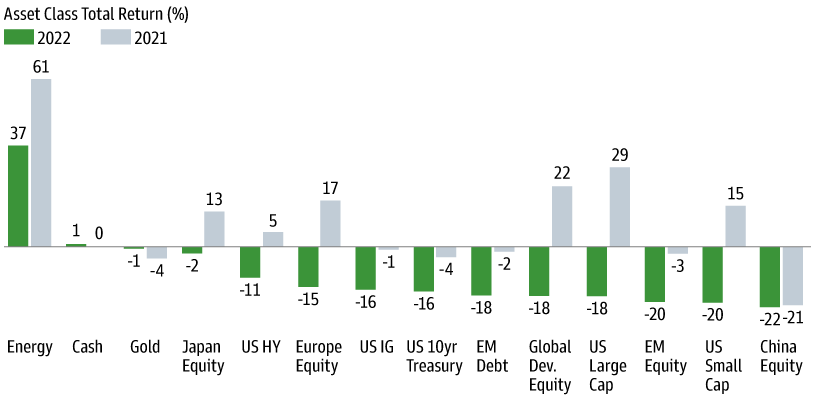 Asset Class Total Return (%)
2022 2021
37 61
1 0
-1 -4
-2 13
-11 5
-15 17
-16 -1
-16 -4
-18 -2
-18 22
-18 29
-20 -3
-20 15
-22 -21
Energy
Cash
Gold
Japan
Equity
US HY
Europe
Equity
US IG
US 10yr
Treasury
EM
Debt
Global
Dev.
Equity
US
Large
Cap
EM
Equity
US
Small
Cap
China
Equity